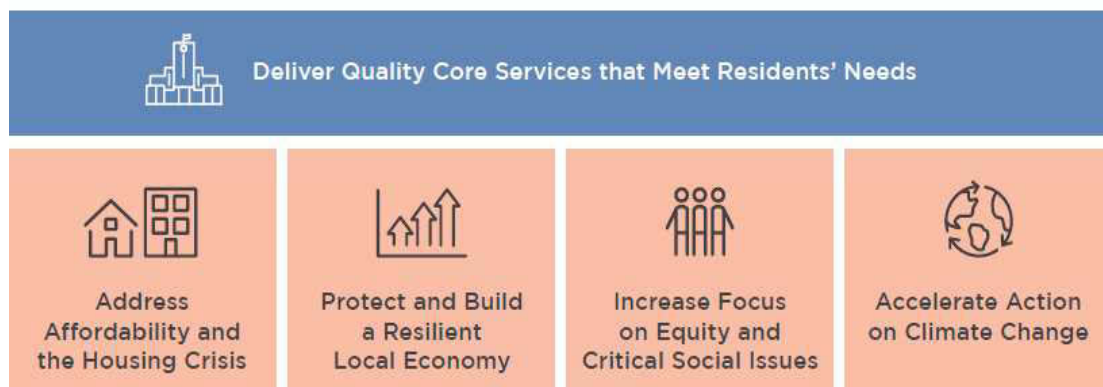 Deliver Quality Core Services that Meet Residents' Needs
Address
Affordability and
the Housing Crisis
Protect and Build
a Resilient
Local Economy
Increase Focus
on Equity and
Critical Social Issues
Accelerate Action
on Climate Change